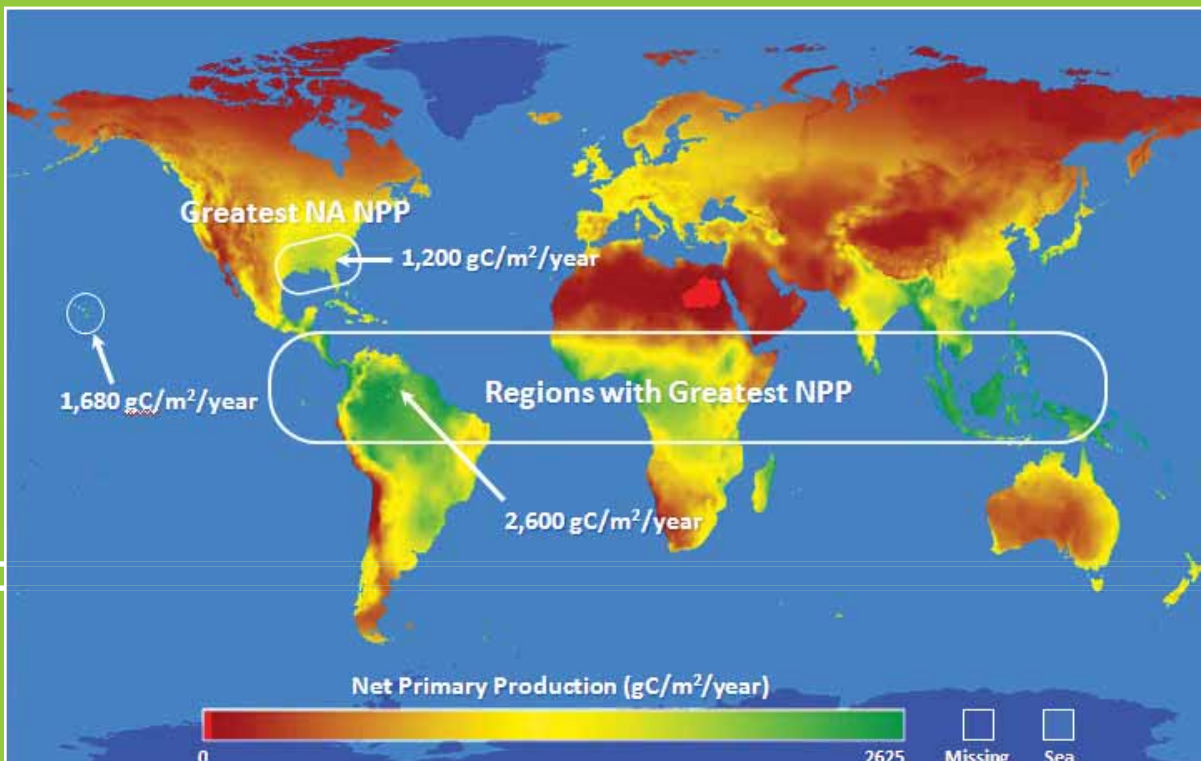 Greatest NA NPP
1,200 gC/m²/year
1,680 gC/m²/year
Regions with Greatest NPP
2,600 gC/m²/year
Net Primary Production (gC/m²/year)
0 2625 Missing Sea